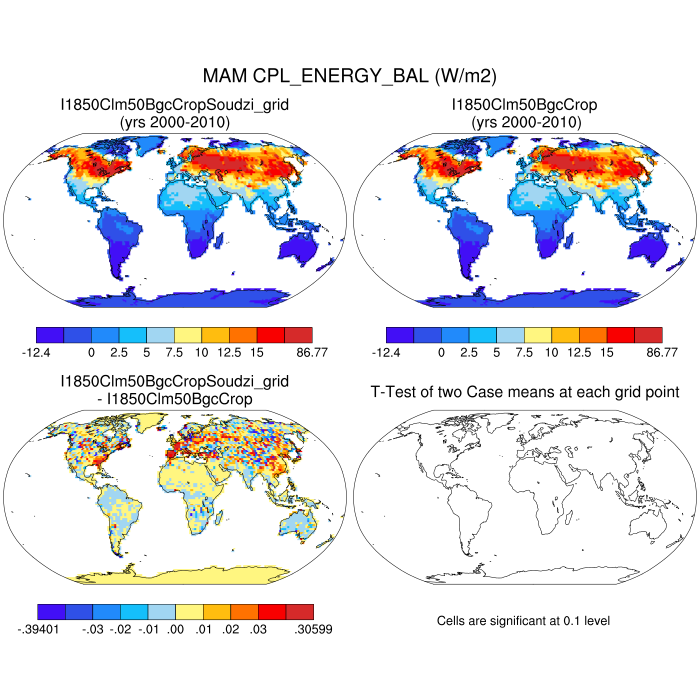 MAM CPL_ENERGY_BAL (W/m2)
I1850Clm50BgcCropSoudzi_grid
(yrs 2000-2010)
I1850Clm50BgcCrop
(yrs 2000-2010)
-12.4 0 2.5 5 7.5 10 12.5 15 86.77
-12.4 0 2.5 5 7.5 10 12.5 15 86.77
I1850Clm50BgcCropSoudzi_grid
- I1850Clm50BgcCrop
T-Test of two Case means at each grid point
-.39401 -.03 -.02 -.01 .00 .01 .02 .03 .30599
Cells are significant at 0.1 level